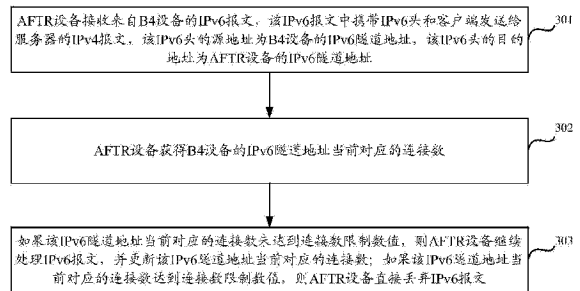 AFTR设备接收来自B4设备的IPv6报文，该IPv6报文中携带IPv6头和客户端发送给
服务器的IPv4报文，该IPv6头的源地址为B4设备的IPv6隧道地址，该IPv6头的目的
地址为AFTR设备的IPv6隧道地址
301
AFTR设备获得B4设备的IPv6隧道地址当前对应的连接数
302
如果该IPv6隧道地址当前对应的连接数未达到连接数限制数值，则AFTR设备继续
处理IPv6报文，并更新该IPv6隧道地址当前对应的连接数；如果该IPv6隧道地址当
前对应的连接数达到连接数限制数值，则AFTR设备直接丢弃IPv6报文
303